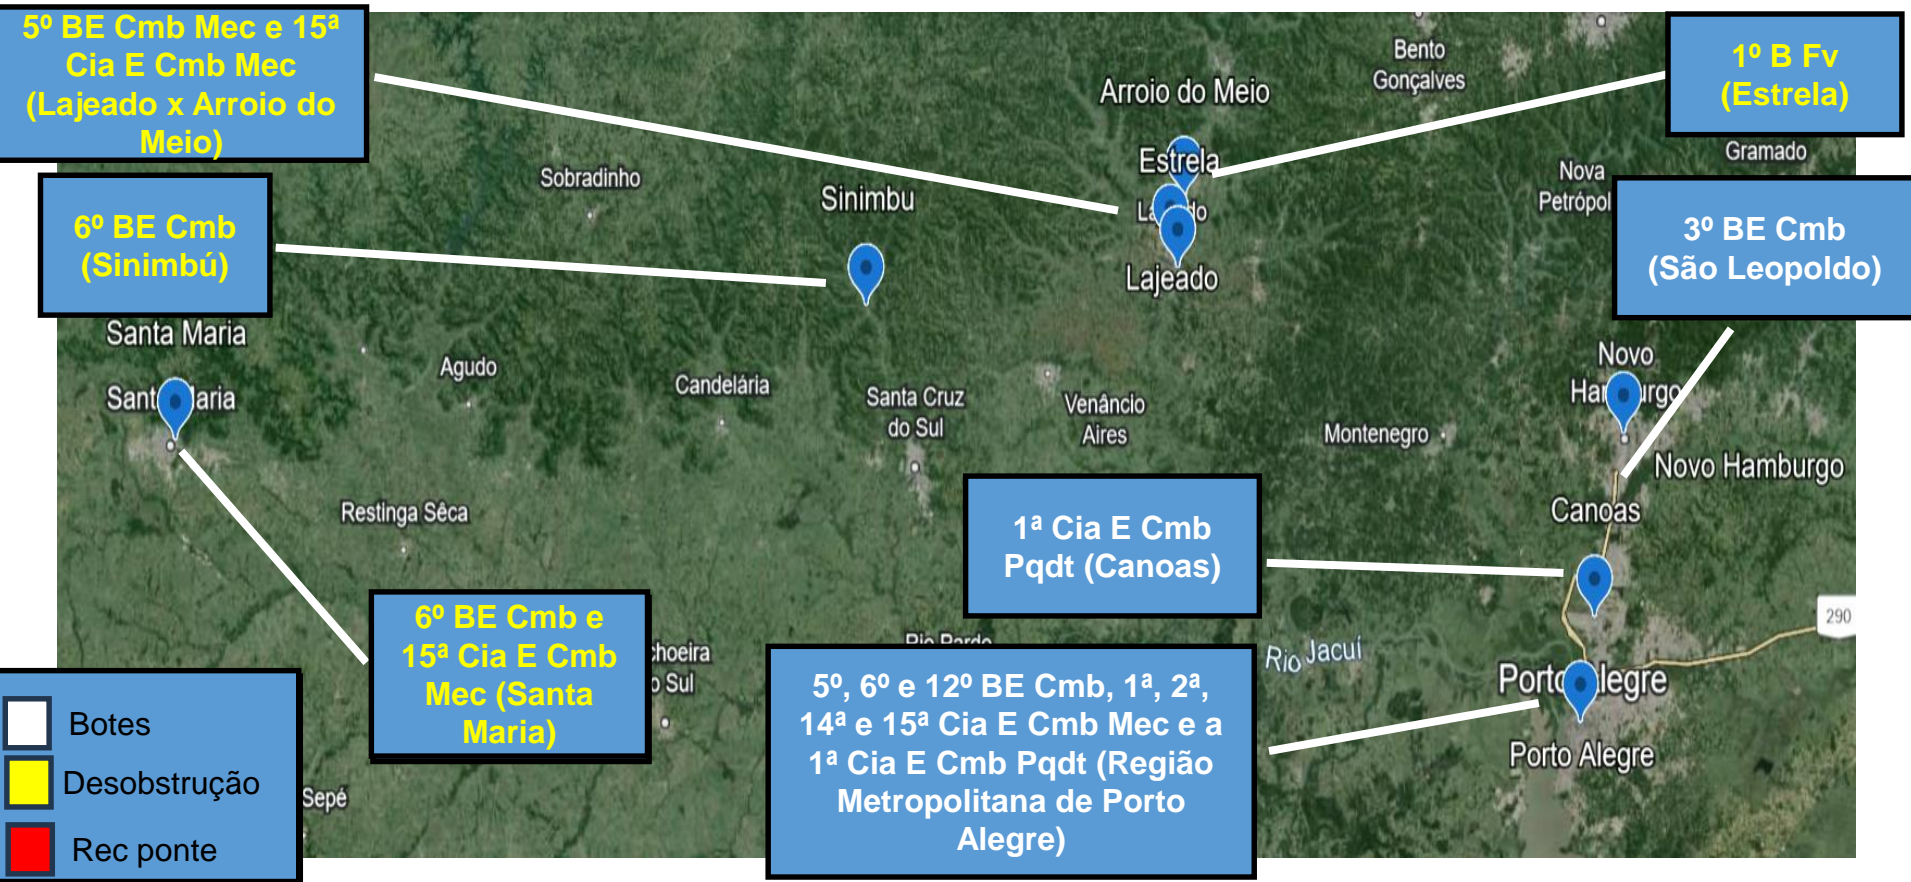 5º BE Cmb Mec e 15ª
Cia E Cmb Mec
(Lajeado x Arroio do
Meio)
1º B Fv
(Estrela)
Bento
Gonçalves
Arroio do Meio
Gramado
Estrela
Nova
Sobradinho
Sinimbu
6º BE Cmb
(Sinimbú)
3º BE Cmb
(São Leopoldo)
Lajeado
Santa Maria
Novo
Agudo
Candelária
Santa Cruz
do Sul
Venâncio
Aires
Montenegro
Novo Hamburgo
Restinga Sêca
Canoas
1ª Cia E Cmb
Pqdt (Canoas)
6º BE Cmb e
15ª Cia E Cmb
Mec (Santa
Maria)
290
Rio Pardo
Rio Jacuí
5º, 6º e 12º BE Cmb, 1ª, 2ª,
14ª e 15ª Cia E Cmb Mec e a
1ª Cia E Cmb Pqdt (Região
Metropolitana de Porto
Alegre)
Porto Alegre
Sul
Botes
Desobstrução
Rec ponte
Sepé